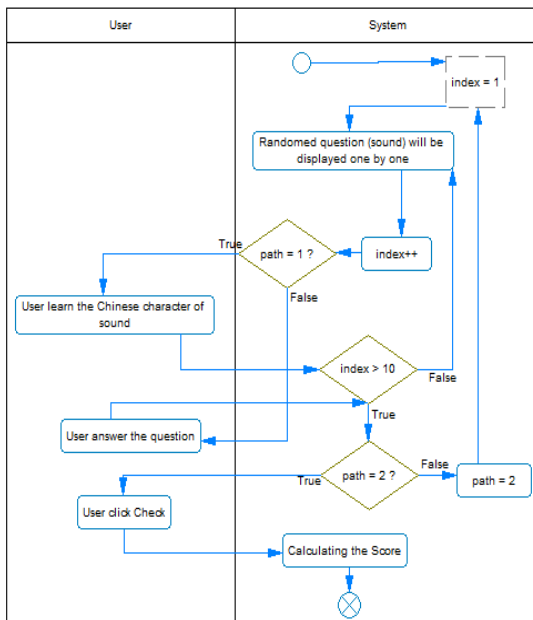 User
System
index = 1
Randomed question (sound) will be
displayed one by one
True
path = 1 ?
index++
False
User learn the Chinese character of
sound
index > 10
False
True
User answer the question
path = 2 ?
False
True
path = 2
User click Check
Calculating the Score